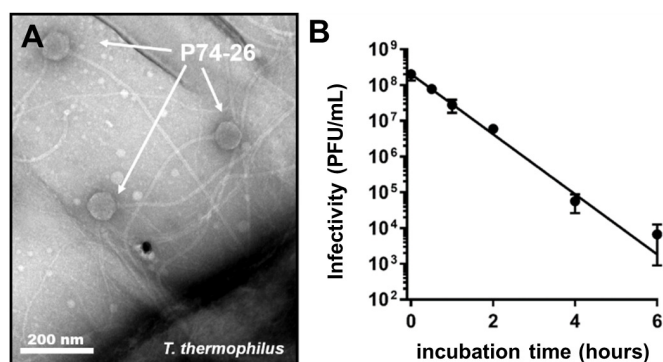 A
P74-26
200 nm
T. thermophilus
B
Infectivity (PFU/mL)
10⁹
10⁸
10⁷
10⁶
10⁵
10⁴
10³
10²
0 2 4 6
incubation time (hours)